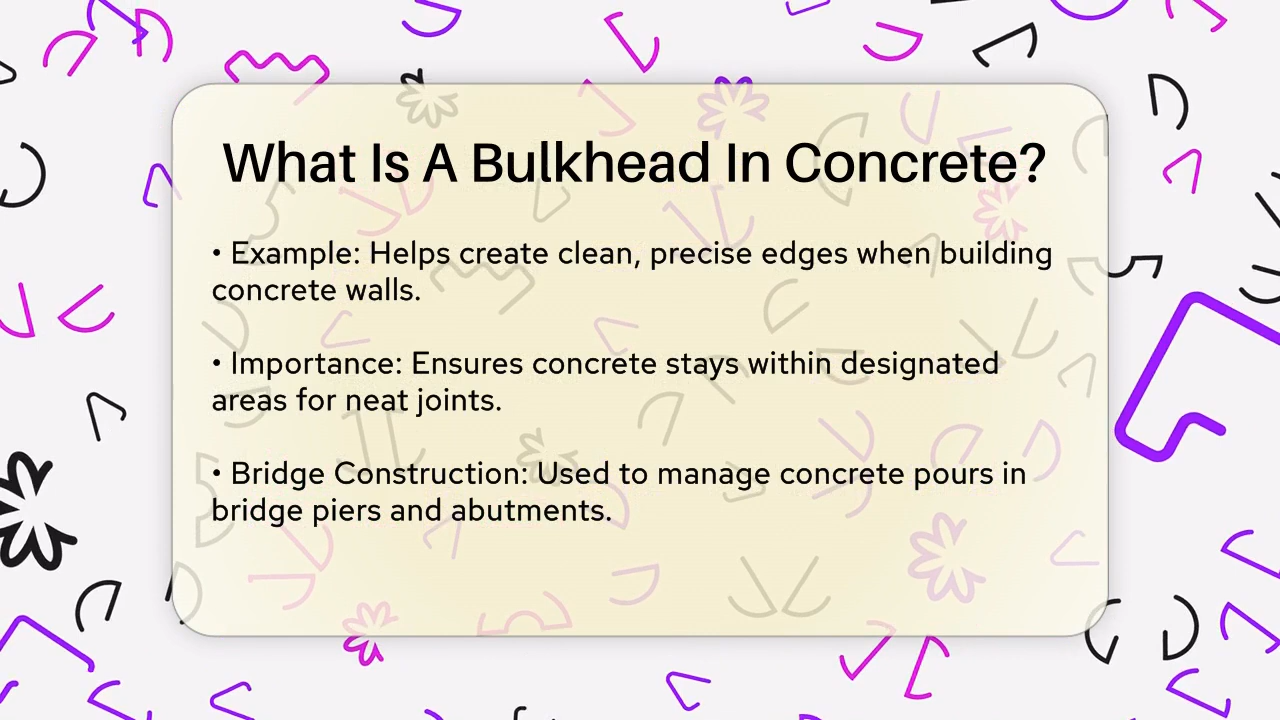 What Is A Bulkhead In Concrete?
• Example: Helps create clean, precise edges when building
concrete walls.
• Importance: Ensures concrete stays within designated
areas for neat joints.
• Bridge Construction: Used to manage concrete pours in
bridge piers and abutments.